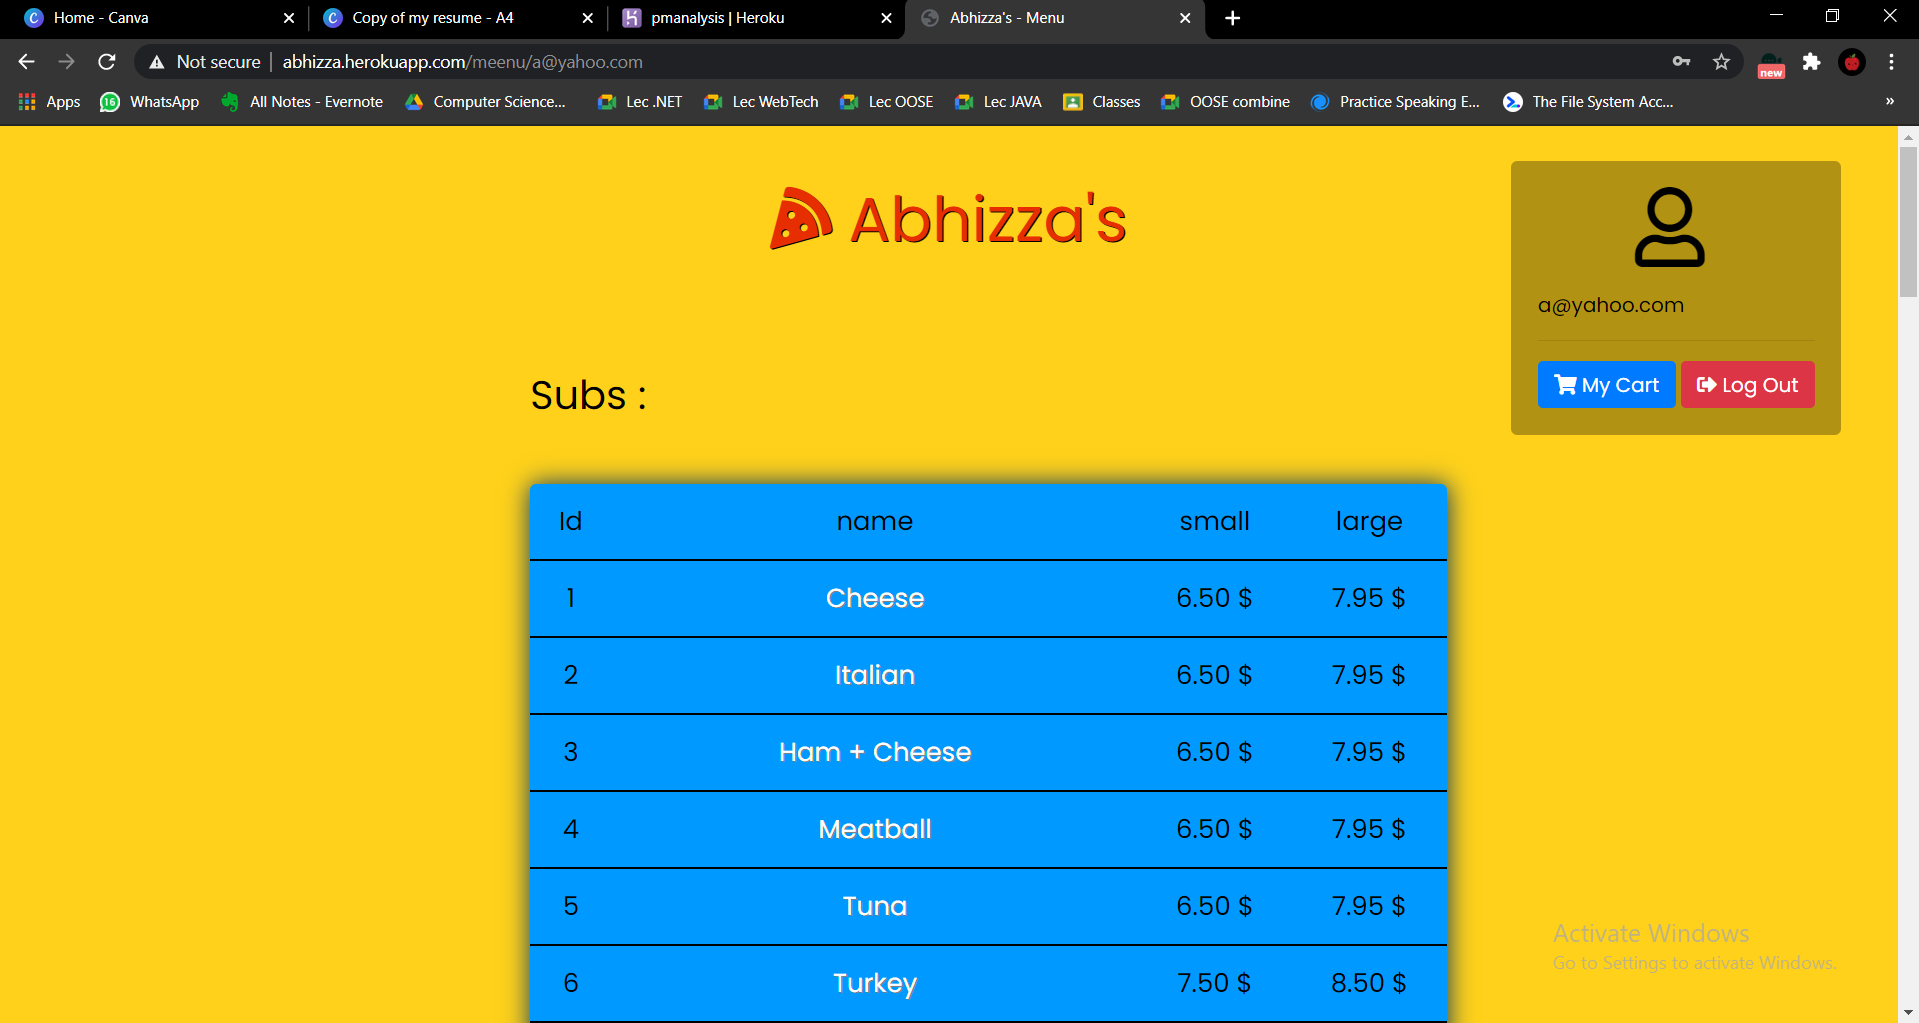 Home - Canva
Copy of my resume - A4
pmanalysis | Heroku
Abhizza's - Menu
Not secure
abhizza.herokuapp.com/meenu/a@yahoo.com
new
Apps
16
WhatsApp
All Notes - Evernote
Computer Science...
Lec .NET
Lec WebTech
Lec OOSE
Lec JAVA
Classes
OOSE combine
Practice Speaking E...
The File System Acc...
»
Abhizza's
a@yahoo.com
My Cart Log Out
Subs :
Id name small large
1 Cheese 6.50 $ 7.95 $
2 Italian 6.50 $ 7.95 $
3 Ham + Cheese 6.50 $ 7.95 $
4 Meatball 6.50 $ 7.95 $
5 Tuna 6.50 $ 7.95 $
6 Turkey 7.50 $ 8.50 $
Activate Windows
Go to Settings to activate Windows.